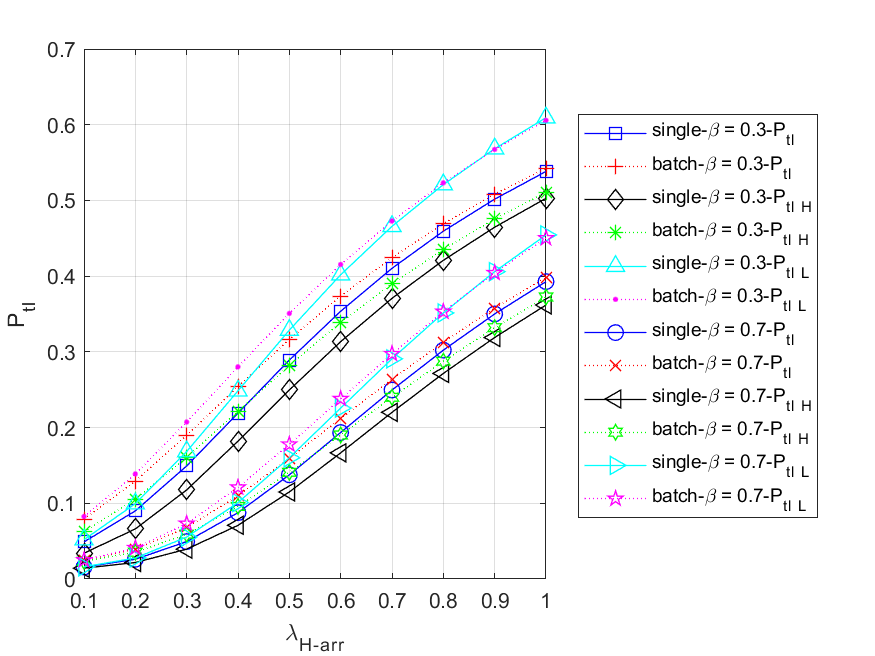 0.7
0.6
0.5
0.4
0.3
0.2
0.1
0
P_tl
0.1 0.2 0.3 0.4 0.5 0.6 0.7 0.8 0.9 1
λ_H-arr
single-β = 0.3-P_tl
batch-β = 0.3-P_tl
single-β = 0.3-P_tl H
batch-β = 0.3-P_tl H
single-β = 0.3-P_tl L
batch-β = 0.3-P_tl L
single-β = 0.7-P_tl
batch-β = 0.7-P_tl
single-β = 0.7-P_tl H
batch-β = 0.7-P_tl H
single-β = 0.7-P_tl L
batch-β = 0.7-P_tl L